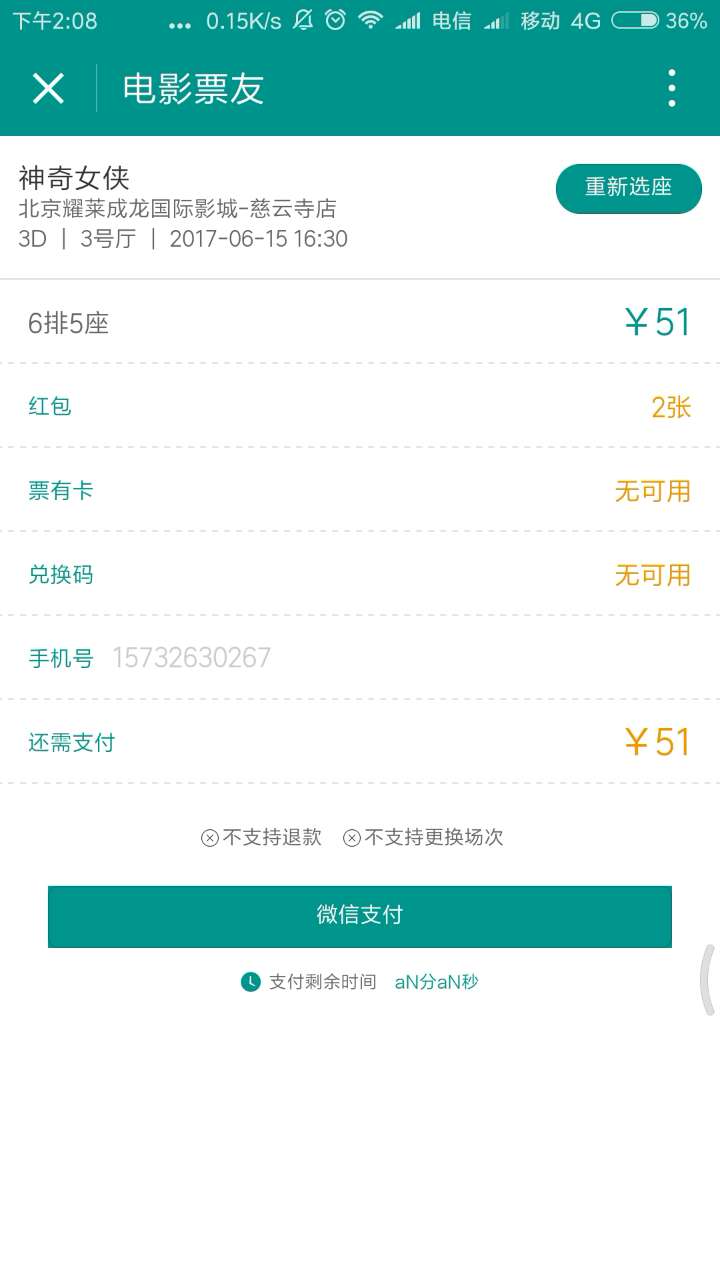 下午2:08 ... 0.15K/s 电信 移动 4G 36%
电影票友
神奇女侠
重新选座
北京耀莱成龙国际影城-慈云寺店
3D | 3号厅 | 2017-06-15 16:30
6排5座 ￥51
红包 2张
票有卡 无可用
兑换码 无可用
手机号 15732630267
还需支付 ￥51
不支持退款 不支持更换场次
微信支付
支付剩余时间 aN分aN秒